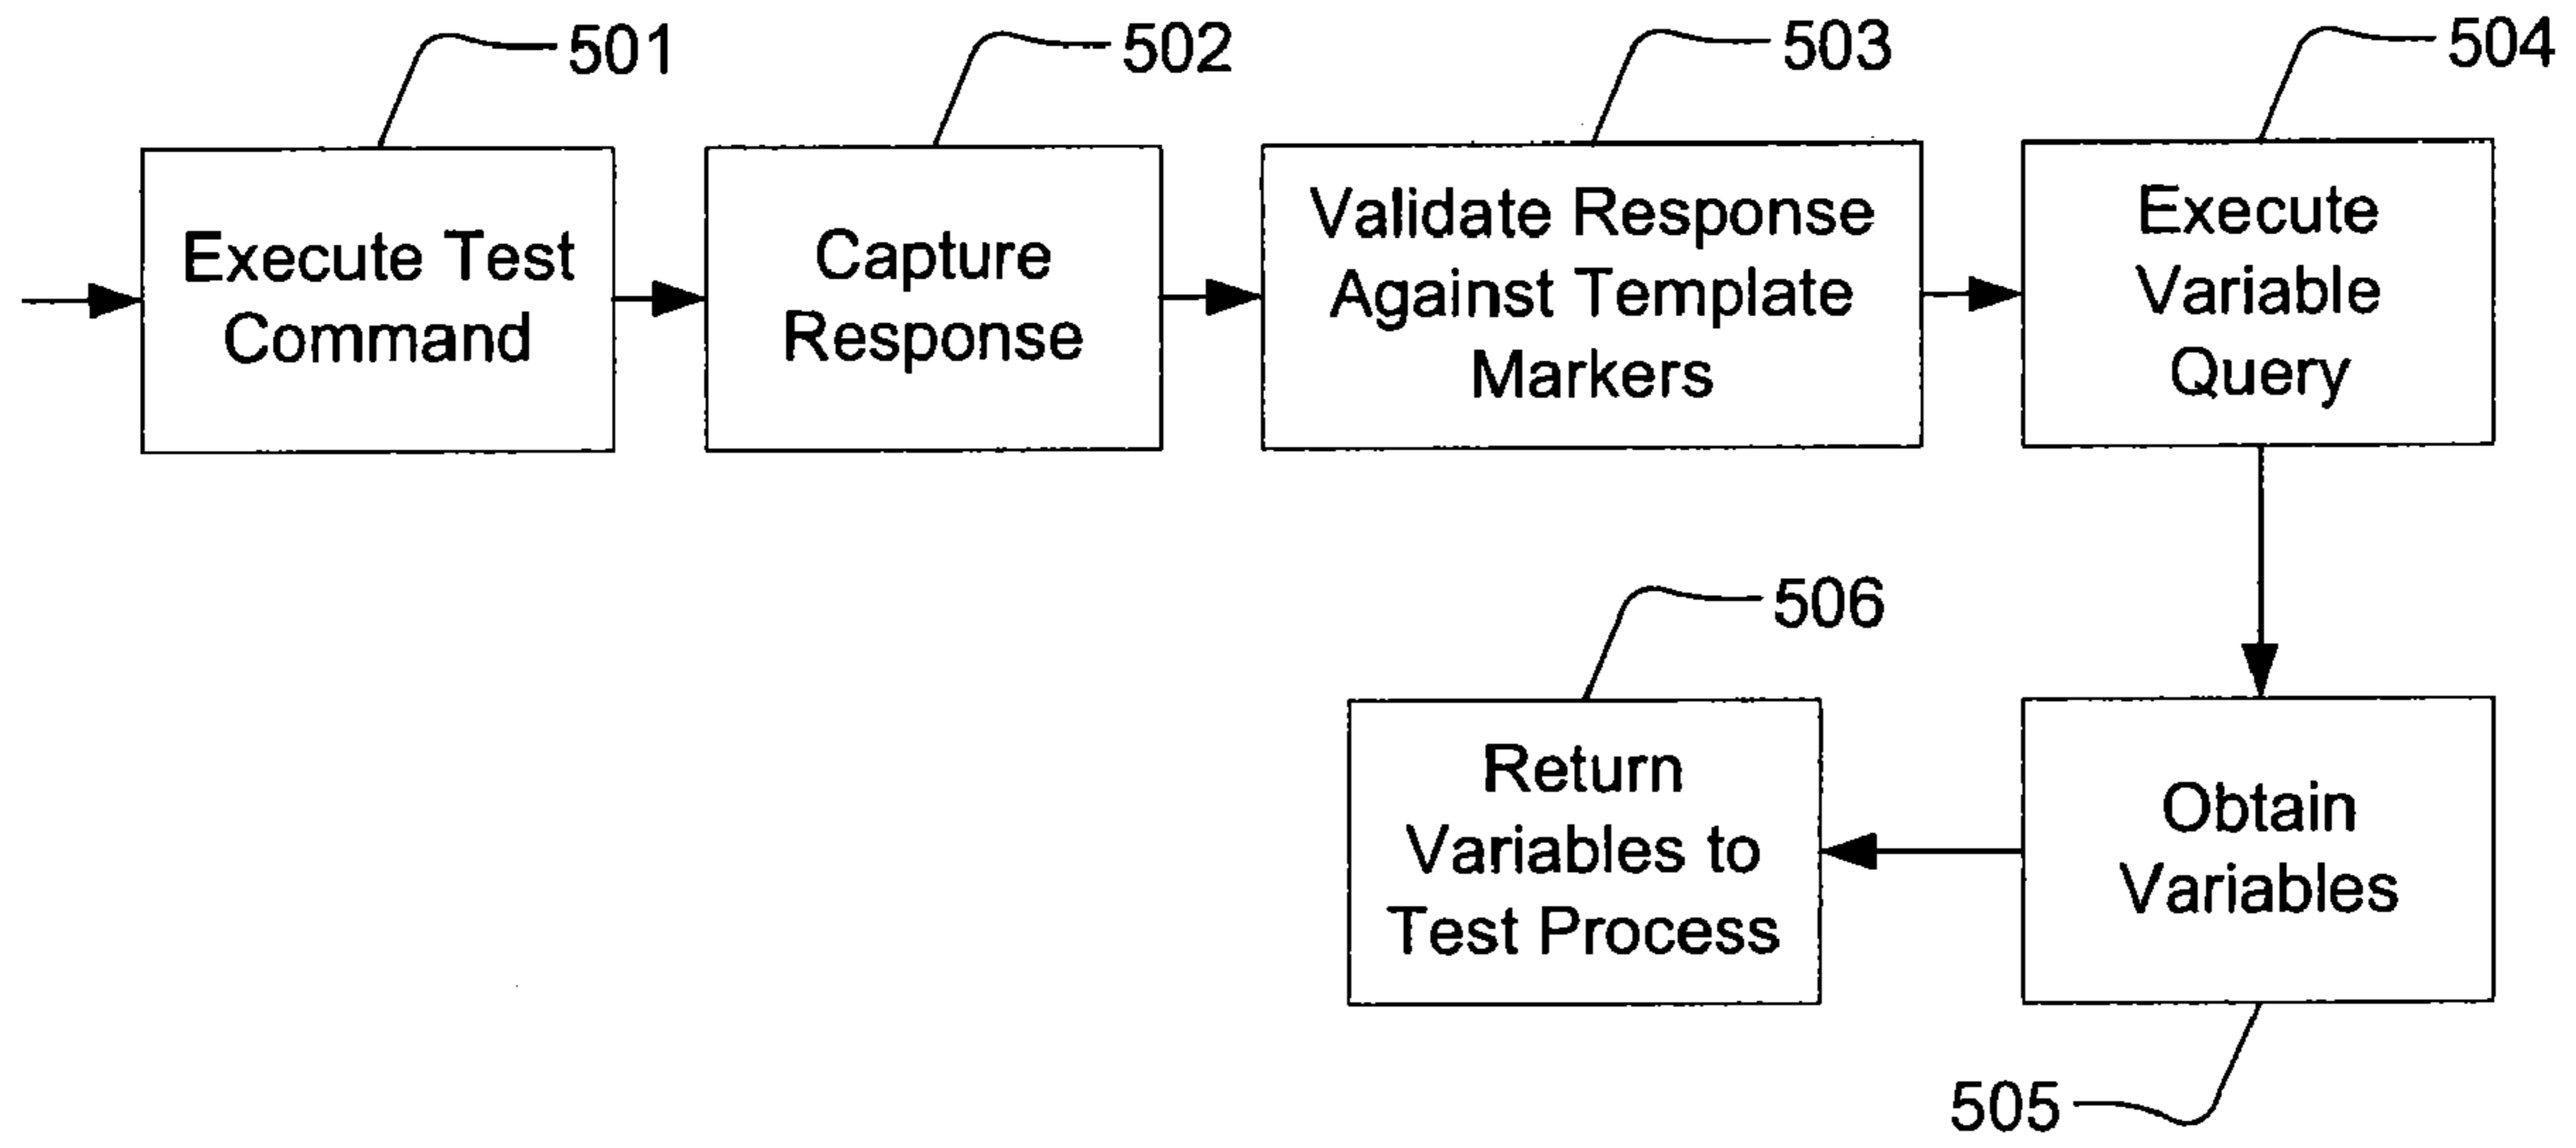 501
502
503
504
Execute Test
Command
Capture
Response
Validate Response
Against Template
Markers
Execute
Variable
Query
506
Return
Variables to
Test Process
Obtain
Variables
505